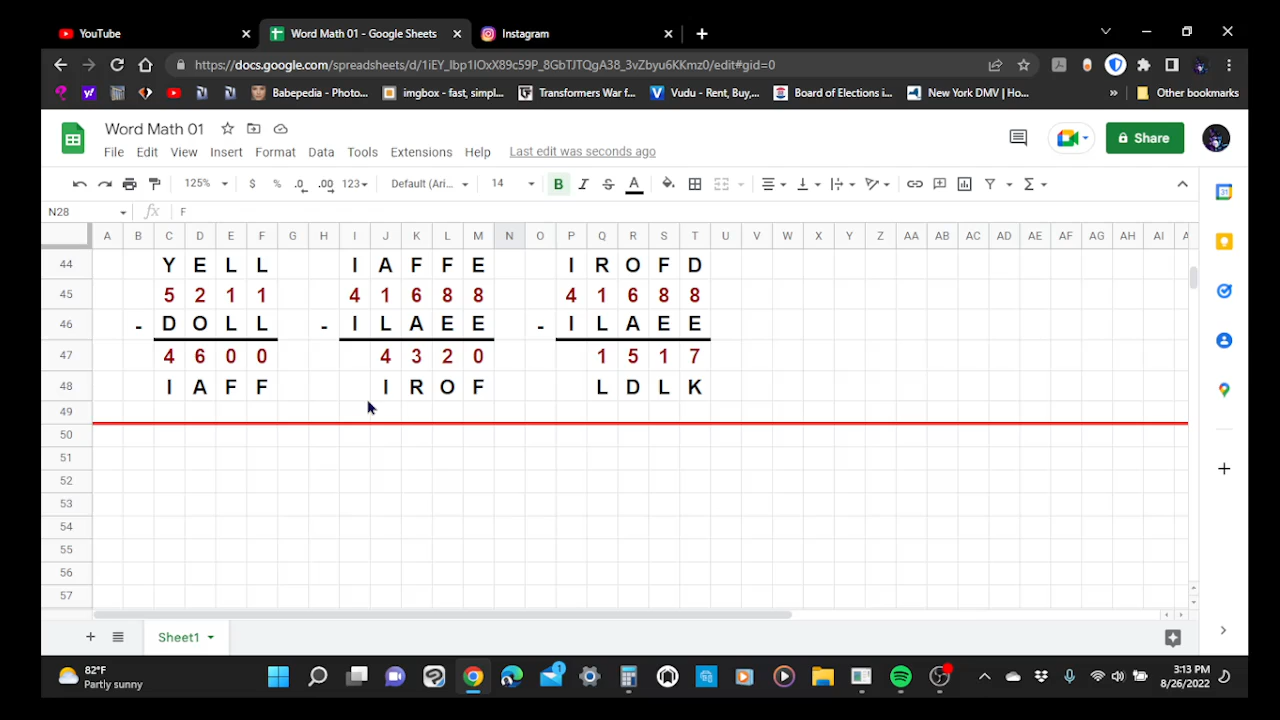 YouTube Word Math 01 - Google Sheets Instagram
https://docs.google.com/spreadsheets/d/1iEY_Ibp1IOxX89c59P_8GbTJTQgA38_3vZbyu6KKmz0/edit#gid=0
Babepedia - Photo... imgbox - fast, simpl... Transformers War f... Vudu - Rent, Buy,... Board of Elections i... New York DMV | Ho... » Other bookmarks
Word Math 01
File Edit View Insert Format Data Tools Extensions Help Last edit was seconds ago
Share
125% $ % .0 .00 123 Default (Ari... 14 B I S A
N28 fx F
A B C D E F G H I J K L M N O P Q R S T U V W X Y Z AA AB AC AD AE AF AG AH AI
44 Y E L L I A F F E I R O F D
45 5 2 1 1 4 1 6 8 8 4 1 6 8 8
46 - D O L L - I L A E E - I L A E E
47 4 6 0 0 4 3 2 0 1 5 1 7
48 I A F F I R O F L D L K
49
50
51
52
53
54
55
56
57
Sheet1
82°F
Partly sunny
1
3:13 PM
8/26/2022